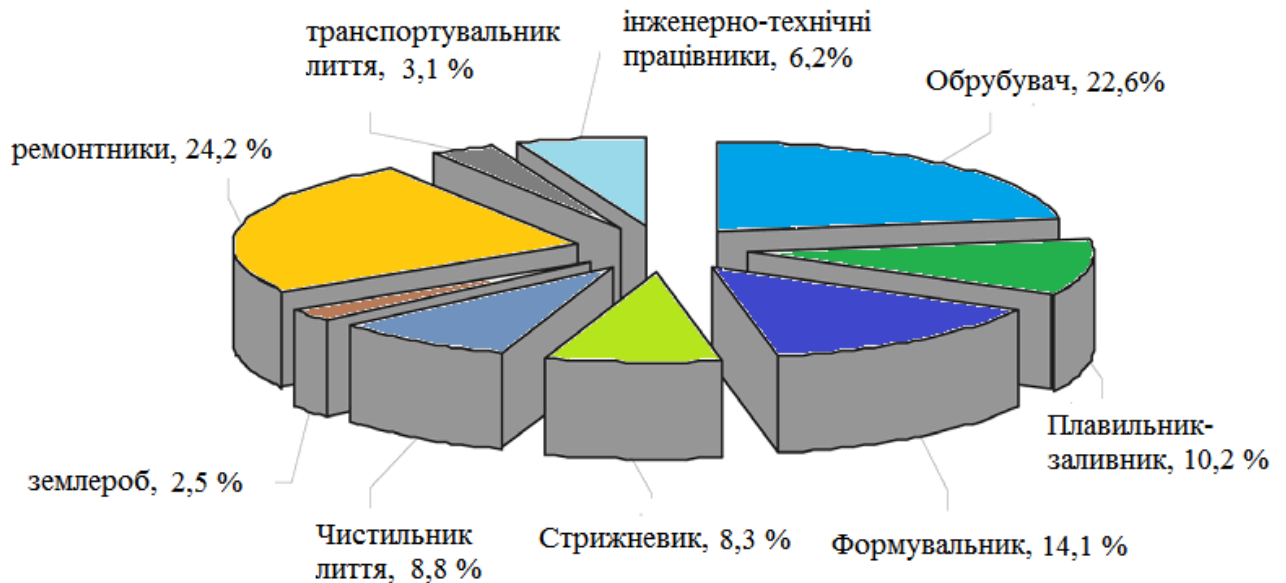 транспортувальник
лиття, 3,1 %
інженерно-технічні
працівники, 6,2%
Обрубувач, 22,6%
ремонтники, 24,2 %
Плавильник-
заливник, 10,2 %
землероб, 2,5 %
Чистильник
лиття, 8,8 %
Стрижневик, 8,3 %
Формувальник, 14,1 %